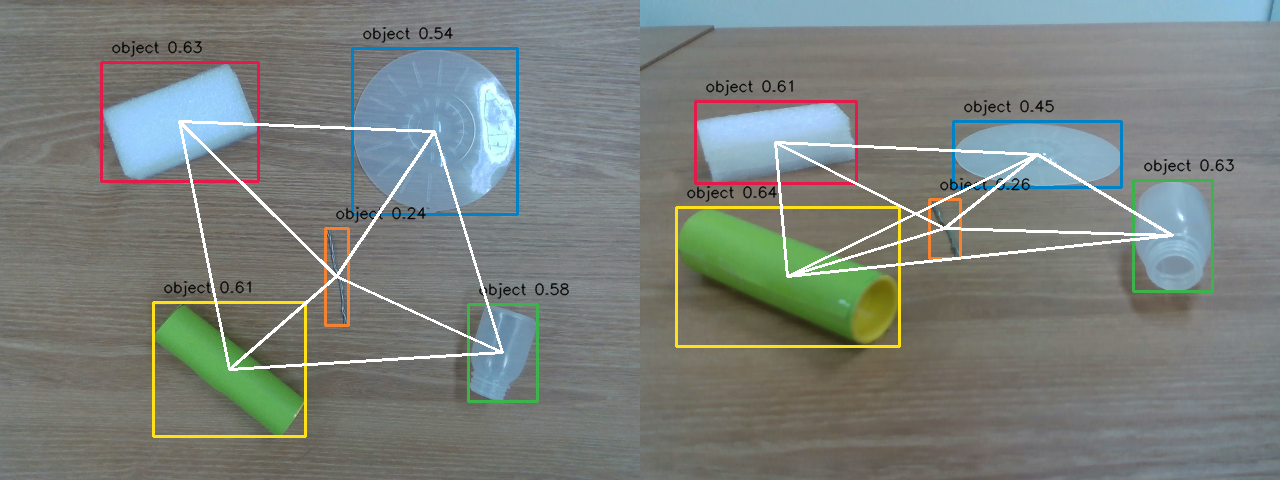 object 0.63
object 0.54
object 0.24
object 0.61
object 0.58
object 0.61
object 0.45
object 0.63
object 0.26
object 0.64